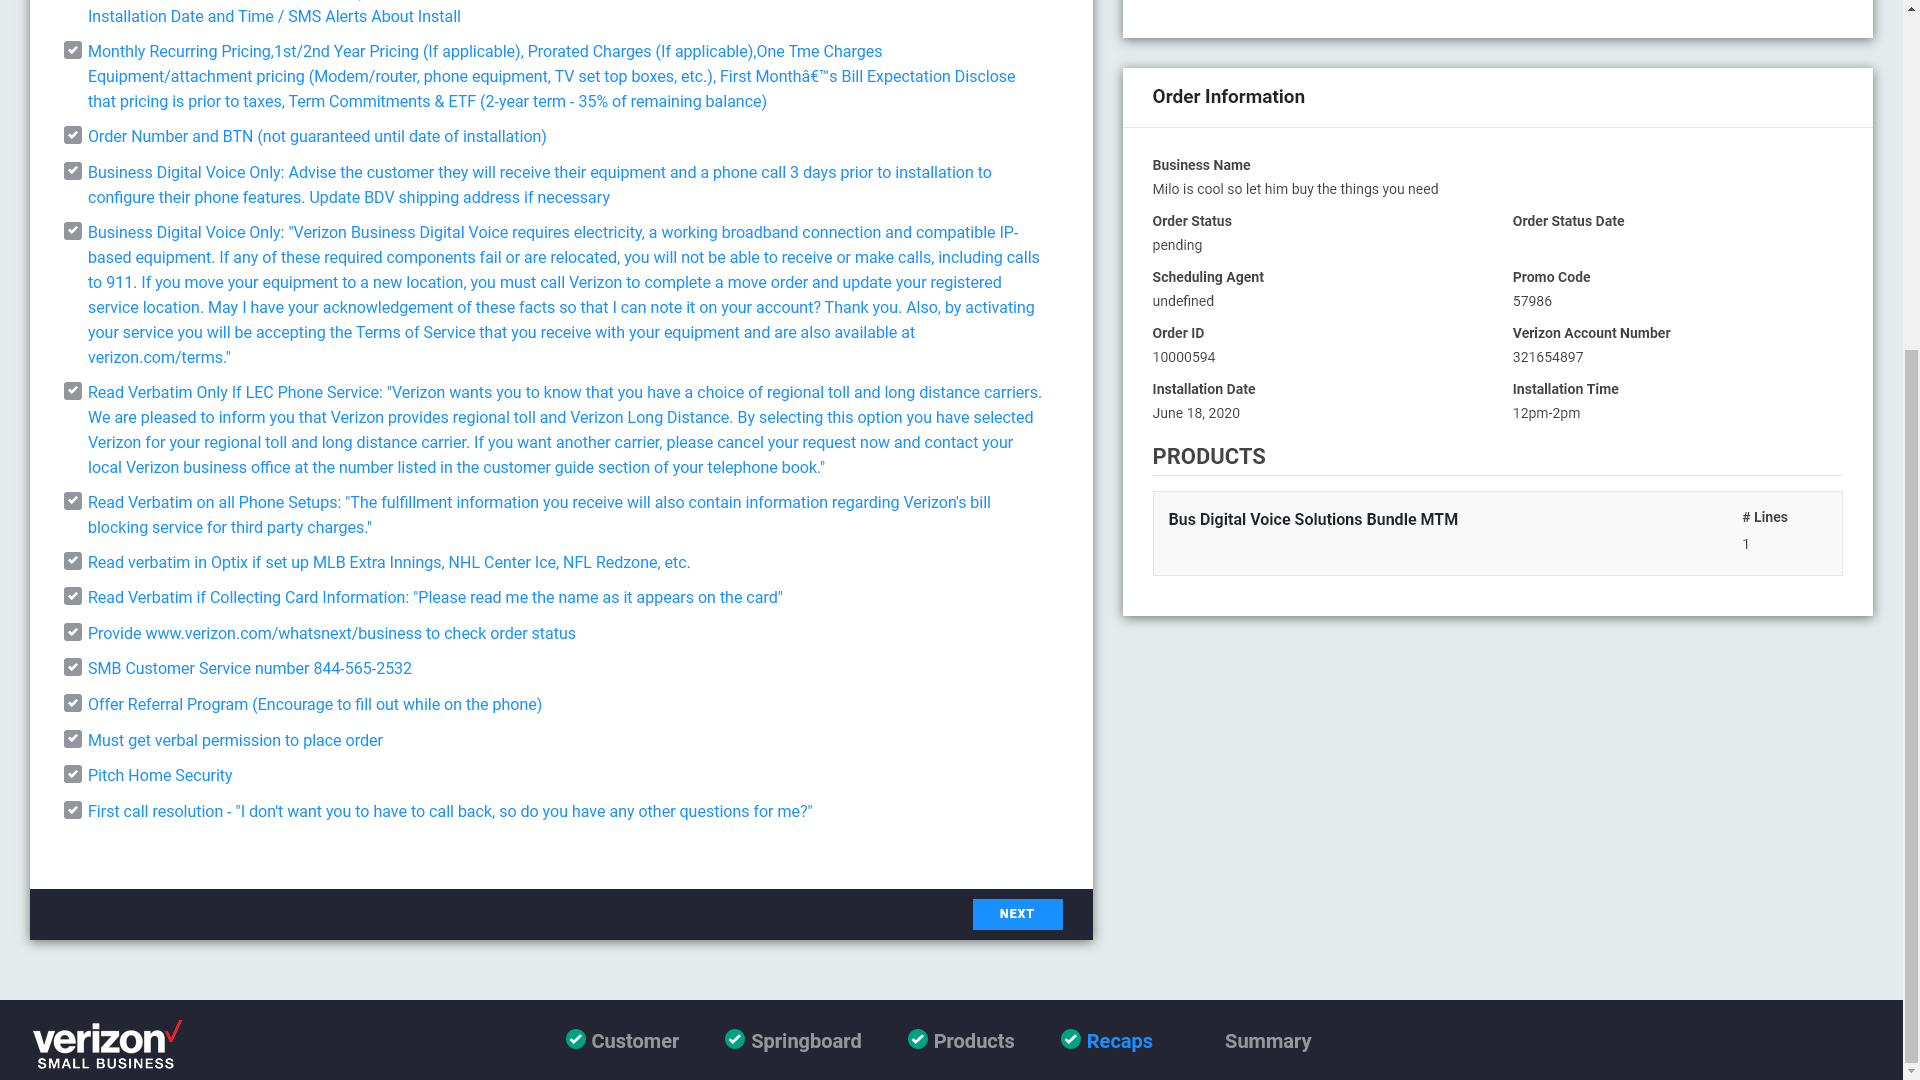 Installation Date and Time / SMS Alerts About Install
Monthly Recurring Pricing,1st/2nd Year Pricing (If applicable), Prorated Charges (If applicable),One Tme Charges
Equipment/attachment pricing (Modem/router, phone equipment, TV set top boxes, etc.), First Monthâ€™s Bill Expectation Disclose
that pricing is prior to taxes, Term Commitments & ETF (2-year term - 35% of remaining balance)
Order Number and BTN (not guaranteed until date of installation)
Business Digital Voice Only: Advise the customer they will receive their equipment and a phone call 3 days prior to installation to
configure their phone features. Update BDV shipping address if necessary
Business Digital Voice Only: "Verizon Business Digital Voice requires electricity, a working broadband connection and compatible IP-
based equipment. If any of these required components fail or are relocated, you will not be able to receive or make calls, including calls
to 911. If you move your equipment to a new location, you must call Verizon to complete a move order and update your registered
service location. May I have your acknowledgement of these facts so that I can note it on your account? Thank you. Also, by activating
your service you will be accepting the Terms of Service that you receive with your equipment and are also available at
verizon.com/terms."
Read Verbatim Only If LEC Phone Service: "Verizon wants you to know that you have a choice of regional toll and long distance carriers.
We are pleased to inform you that Verizon provides regional toll and Verizon Long Distance. By selecting this option you have selected
Verizon for your regional toll and long distance carrier. If you want another carrier, please cancel your request now and contact your
local Verizon business office at the number listed in the customer guide section of your telephone book."
Read Verbatim on all Phone Setups: "The fulfillment information you receive will also contain information regarding Verizon's bill
blocking service for third party charges."
Read verbatim in Optix if set up MLB Extra Innings, NHL Center Ice, NFL Redzone, etc.
Read Verbatim if Collecting Card Information: "Please read me the name as it appears on the card"
Provide www.verizon.com/whatsnext/business to check order status
SMB Customer Service number 844-565-2532
Offer Referral Program (Encourage to fill out while on the phone)
Must get verbal permission to place order
Pitch Home Security
First call resolution - "I don't want you to have to call back, so do you have any other questions for me?"
NEXT
Order Information
Business Name
Milo is cool so let him buy the things you need
Order Status
Order Status Date
pending
Scheduling Agent
Promo Code
undefined
57986
Order ID
Verizon Account Number
10000594
321654897
Installation Date
Installation Time
June 18, 2020
12pm-2pm
PRODUCTS
Bus Digital Voice Solutions Bundle MTM
# Lines
1
verizon
SMALL BUSINESS
Customer
Springboard
Products
Recaps
Summary